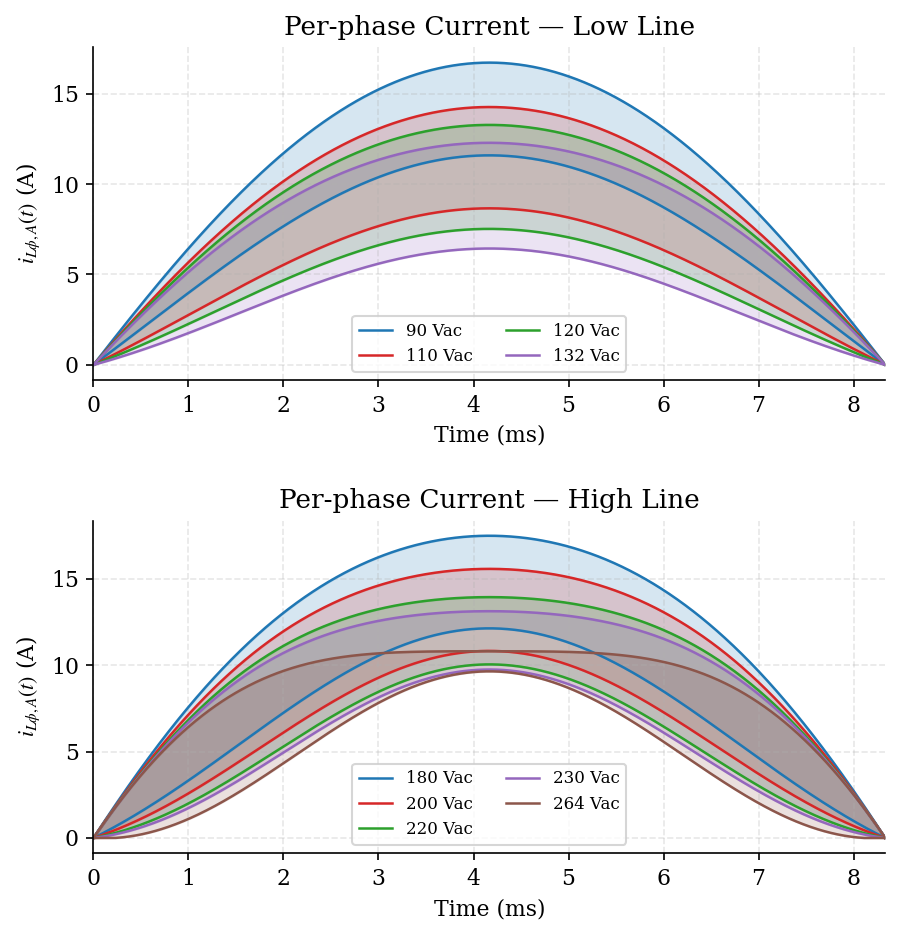 Per-phase Current — Low Line
i_{Lϕ,A}(t) (A)
15
10
5
0
90 Vac 120 Vac
110 Vac 132 Vac
0 1 2 3 4 5 6 7 8
Time (ms)
Per-phase Current — High Line
i_{Lϕ,A}(t) (A)
15
10
5
0
180 Vac 230 Vac
200 Vac 264 Vac
220 Vac
0 1 2 3 4 5 6 7 8
Time (ms)